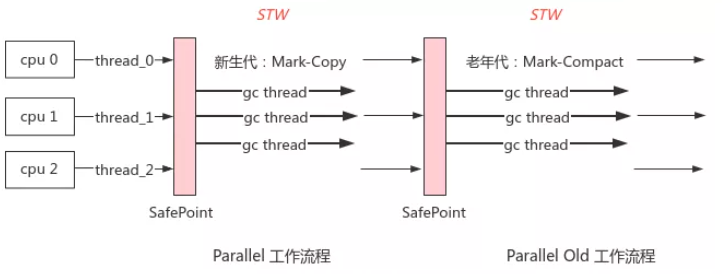 STW
STW
cpu 0
thread_0
新生代：Mark-Copy
老年代：Mark-Compact
gc thread
gc thread
cpu 1
thread_1
gc thread
gc thread
gc thread
gc thread
cpu 2
thread_2
SafePoint
SafePoint
Parallel 工作流程
Parallel Old 工作流程